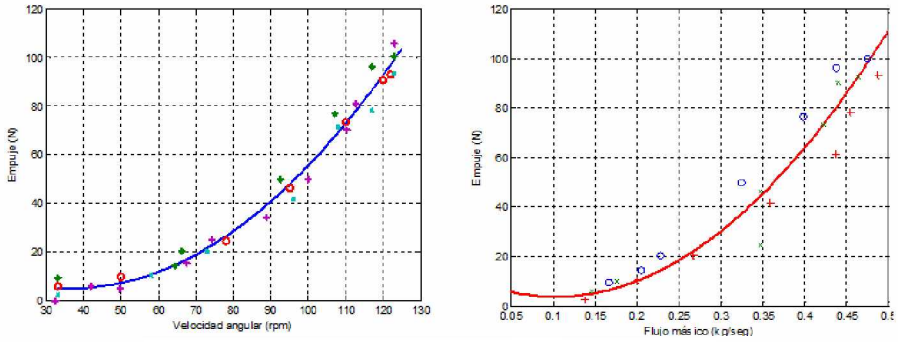 120
100
80
60
40
20
0
Empuje (N)
30 40 50 60 70 80 90 100 110 120 130
Velocidad angular (rpm)
120
100
80
60
40
20
0
Empuje (N)
0.05 0.1 0.15 0.2 0.25 0.3 0.35 0.4 0.45 0.5
Flujo másico (kg/seg)